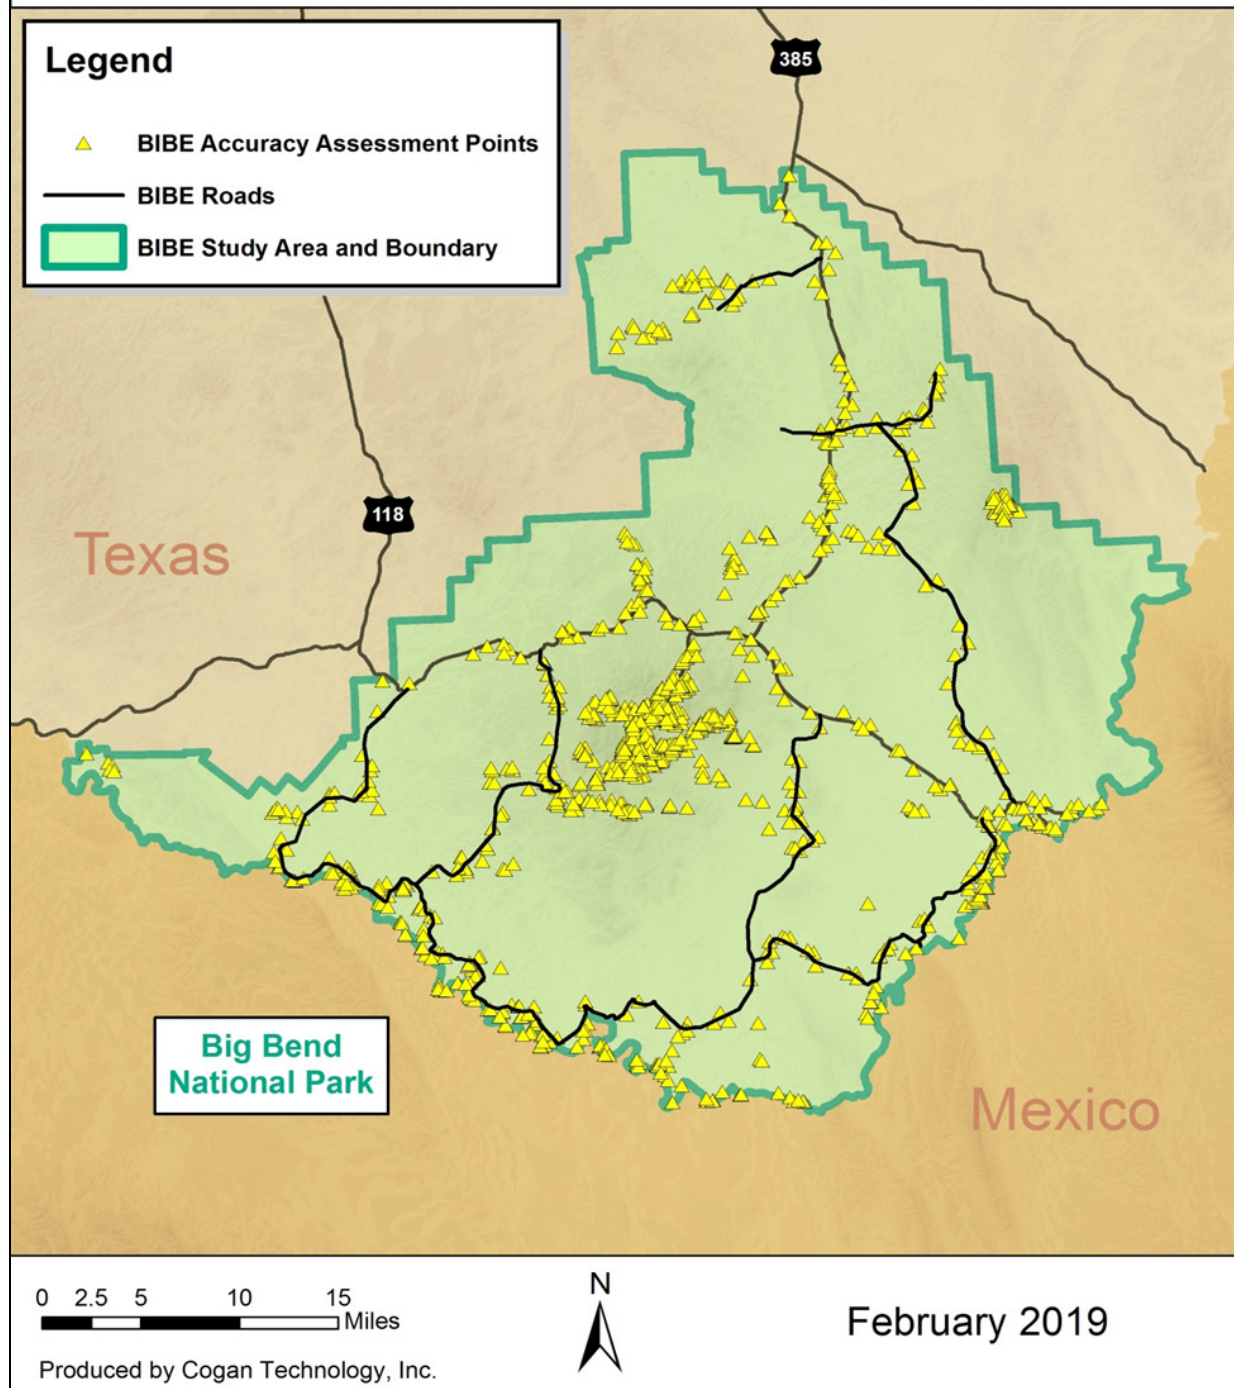 Legend
BIBE Accuracy Assessment Points
BIBE Roads
BIBE Study Area and Boundary
385
118
Texas
Big Bend
National Park
Mexico
0 2.5 5 10 15
Miles
N
February 2019
Produced by Cogan Technology, Inc.